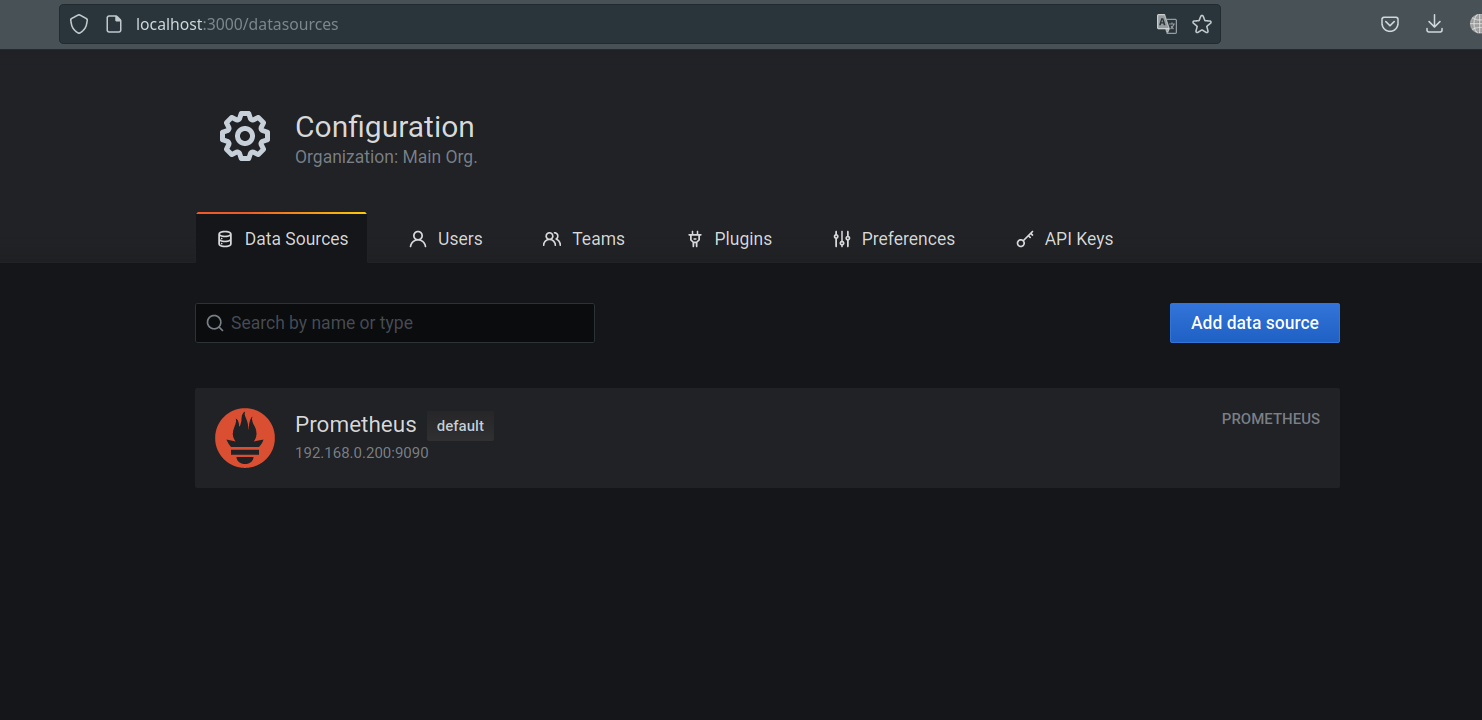 localhost:3000/datasources
Configuration
Organization: Main Org.
Data Sources Users Teams Plugins Preferences API Keys
Search by name or type Add data source
Prometheus default PROMETHEUS
192.168.0.200:9090